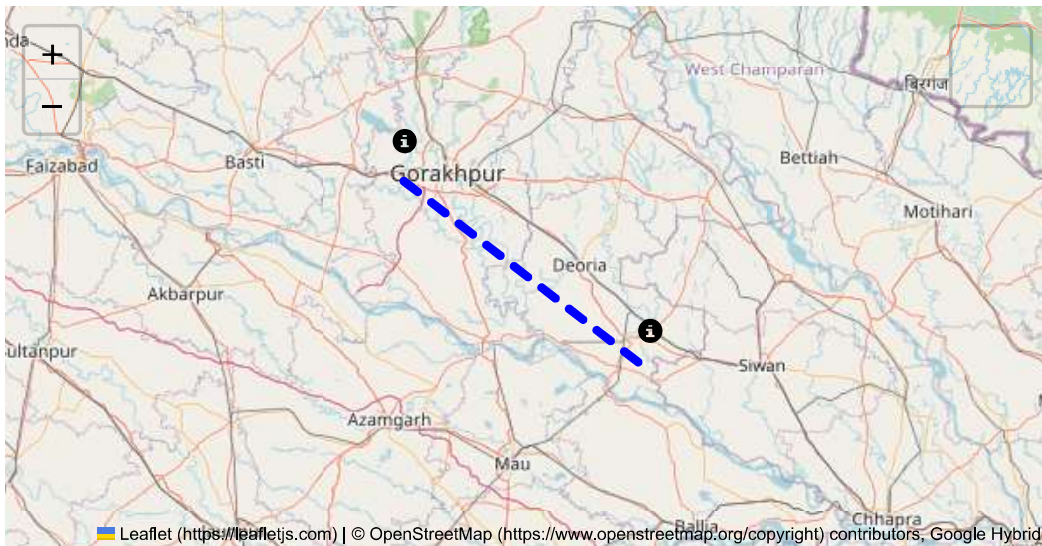 nda
+
−
West Champaran
बिरगंज
Faizabad
Basti
Gorakhpur
Bettiah
Motihari
Deoria
Akbarpur
Sultanpur
Siwan
Azamgarh
Mau
Ballia
Chhapra
Leaflet (https://leafletjs.com) | © OpenStreetMap (https://www.openstreetmap.org/copyright) contributors, Google Hybrid